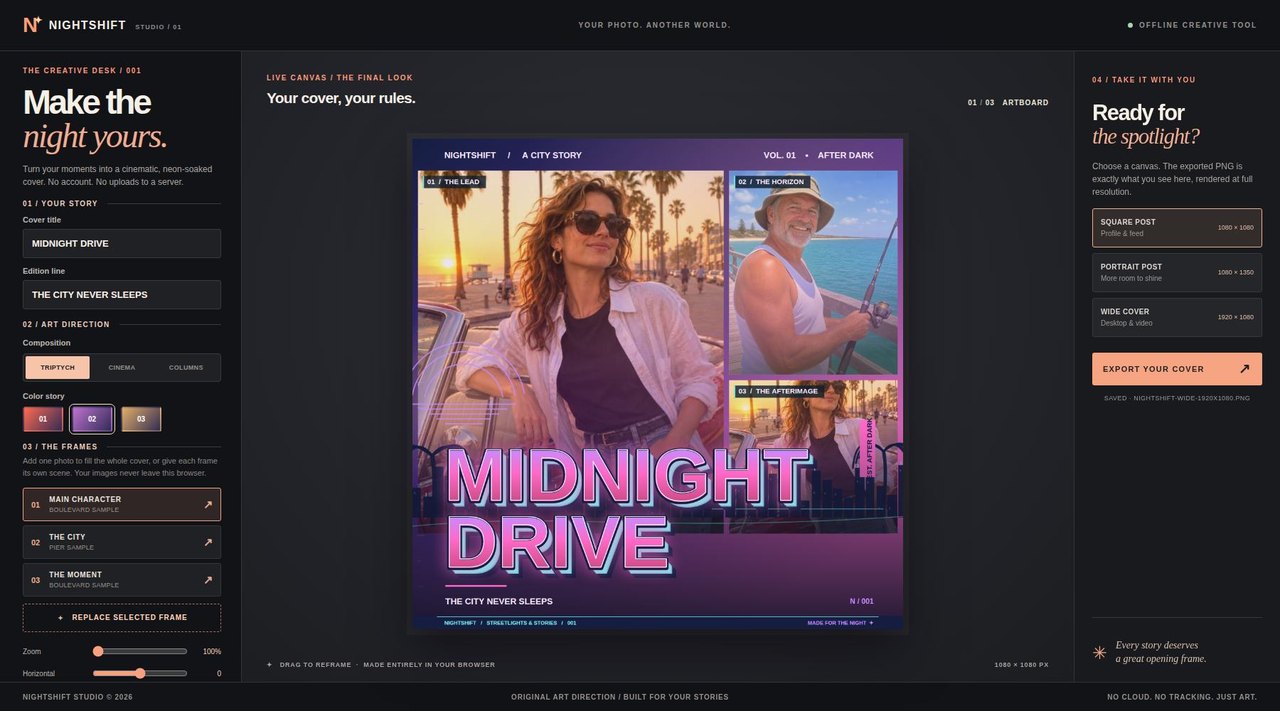 NIGHTSHIFT STUDIO / 01
YOUR PHOTO. ANOTHER WORLD.
OFFLINE CREATIVE TOOL
THE CREATIVE DESK / 001
Make the
night yours.
Turn your moments into a cinematic, neon-soaked
cover. No account. No uploads to a server.
01 / YOUR STORY
Cover title
MIDNIGHT DRIVE
Edition line
THE CITY NEVER SLEEPS
02 / ART DIRECTION
Composition
TRIPTYCH CINEMA COLUMNS
Color story
01 02 03
03 / THE FRAMES
Add one photo to fill the whole cover, or give each frame
its own scene. Your images never leave this browser.
01 MAIN CHARACTER ↗
BOULEVARD SAMPLE
02 THE CITY ↗
PIER SAMPLE
03 THE MOMENT ↗
BOULEVARD SAMPLE
✦ REPLACE SELECTED FRAME
Zoom 100%
Horizontal 0
LIVE CANVAS / THE FINAL LOOK
Your cover, your rules.
01 / 03 ARTBOARD
NIGHTSHIFT / A CITY STORY
VOL. 01 • AFTER DARK
01 / THE LEAD
02 / THE HORIZON
03 / THE AFTERIMAGE
EST. AFTER DARK
MIDNIGHT
DRIVE
THE CITY NEVER SLEEPS
N / 001
NIGHTSHIFT / STREETLIGHTS & STORIES / 001
MADE FOR THE NIGHT ✦
✦ DRAG TO REFRAME · MADE ENTIRELY IN YOUR BROWSER
1080 × 1080 PX
04 / TAKE IT WITH YOU
Ready for
the spotlight?
Choose a canvas. The exported PNG is
exactly what you see here, rendered at full
resolution.
SQUARE POST
Profile & feed
1080 × 1080
PORTRAIT POST
More room to shine
1080 × 1350
WIDE COVER
Desktop & video
1920 × 1080
EXPORT YOUR COVER ↗
SAVED · NIGHTSHIFT-WIDE-1920X1080.PNG
Every story deserves
a great opening frame.
NIGHTSHIFT STUDIO © 2026
ORIGINAL ART DIRECTION / BUILT FOR YOUR STORIES
NO CLOUD. NO TRACKING. JUST ART.